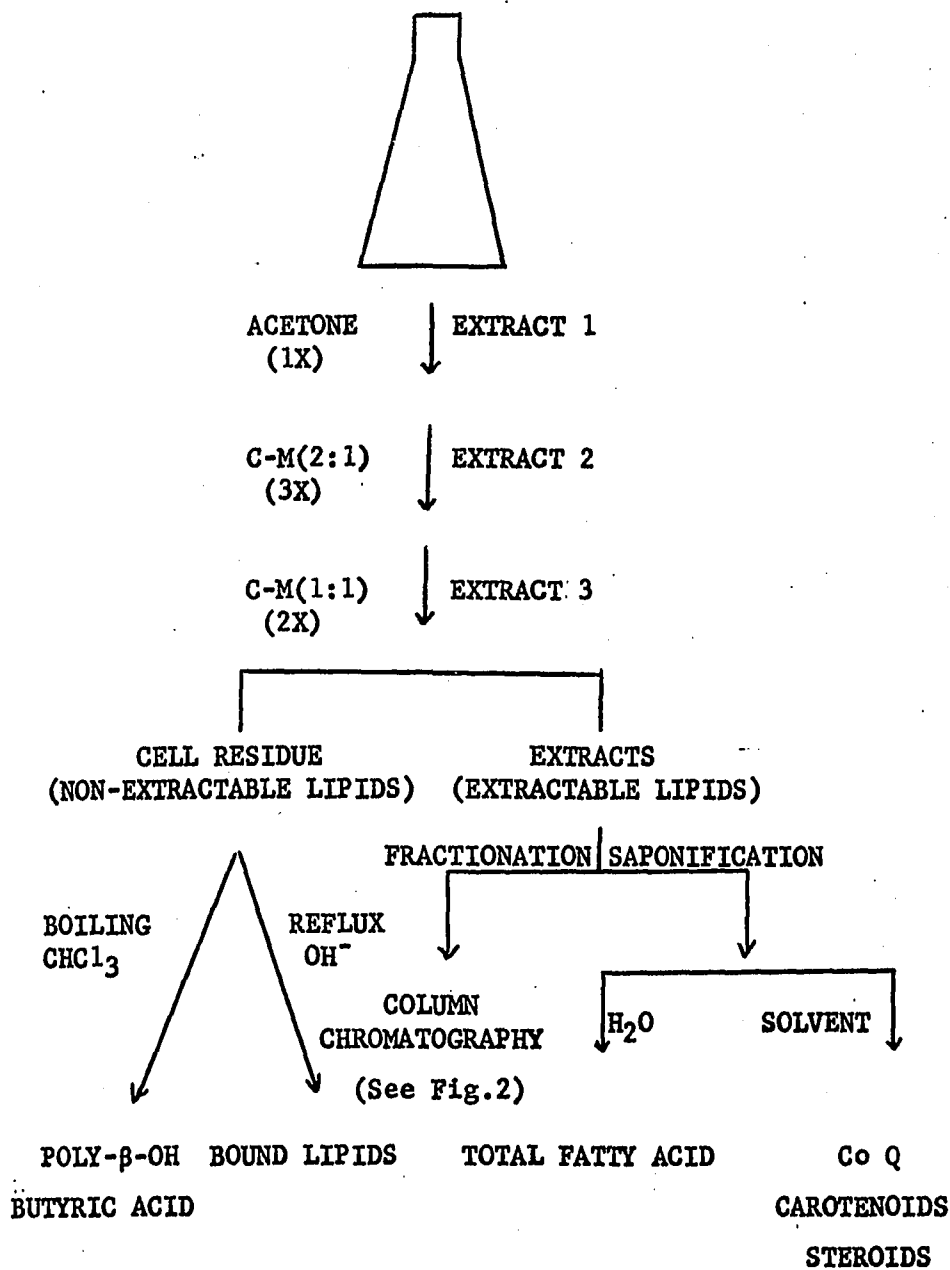 ACETONE EXTRACT 1
(1X)
C-M(2:1) EXTRACT 2
(3X)
C-M(1:1) EXTRACT 3
(2X)
CELL RESIDUE
(NON-EXTRACTABLE LIPIDS)
EXTRACTS
(EXTRACTABLE LIPIDS)
FRACTIONATION SAPONIFICATION
BOILING
CHCl₃
REFLUX
OH⁻
COLUMN
CHROMATOGRAPHY
(See Fig.2)
H₂O
SOLVENT
POLY-β-OH
BUTYRIC ACID
BOUND LIPIDS
TOTAL FATTY ACID
Co Q
CAROTENOIDS
STEROIDS